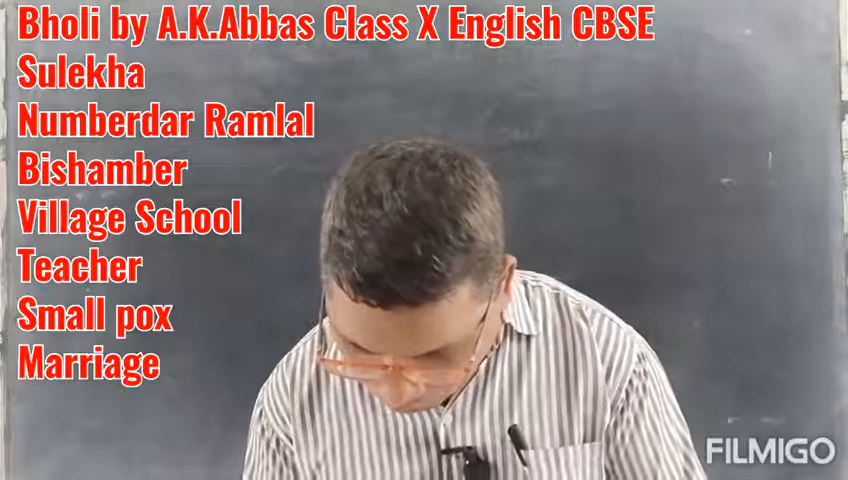 Bholi by A.K.Abbas Class X English CBSE
Sulekha
Numberdar Ramlal
Bishamber
Village School
Teacher
Small pox
Marriage
FILMIGO